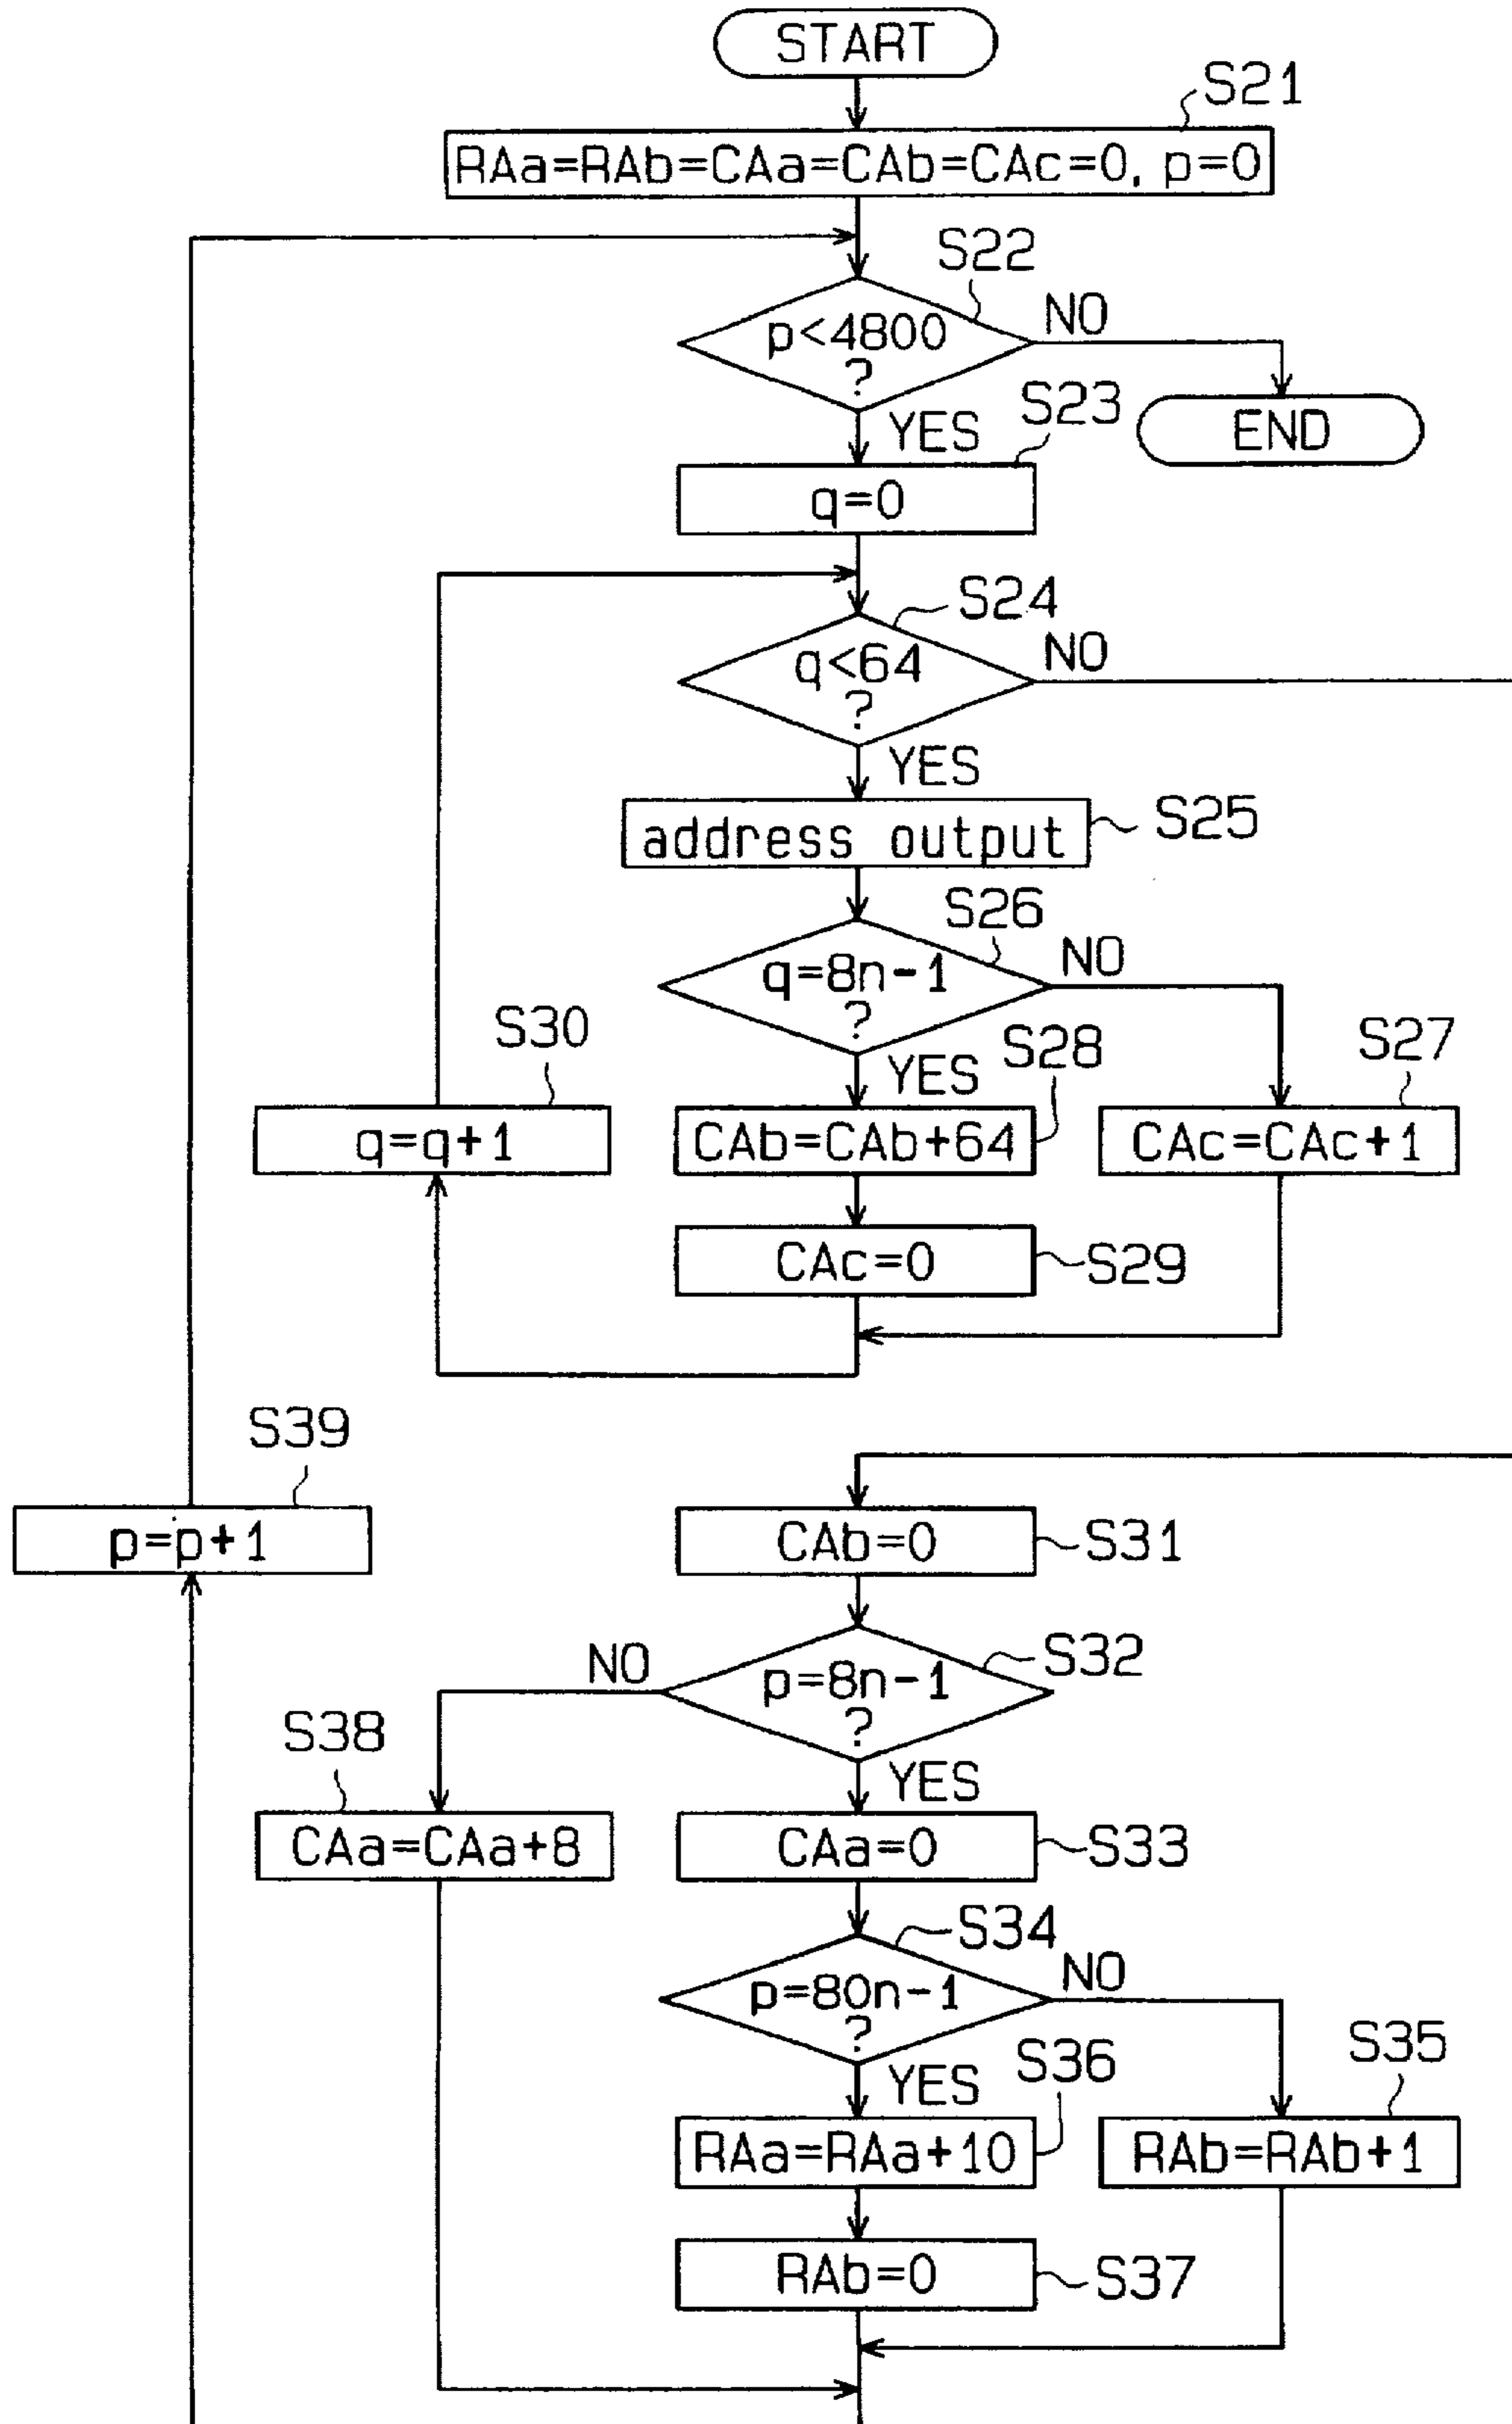 START
S21
RAa=RAb=CAa=CAb=CAc=0, p=0
S22
p<4800
?
NO
END
YES
S23
q=0
S24
q<64
?
NO
YES
address output
S25
S26
q=8n-1
?
NO
YES
S30
q=q+1
S28
CAb=CAb+64
S27
CAc=CAc+1
CAc=0
S29
S39
p=p+1
CAb=0
S31
S32
p=8n-1
?
NO
YES
S38
CAa=CAa+8
CAa=0
S33
S34
p=80n-1
?
NO
YES
S36
RAa=RAa+10
S35
RAb=RAb+1
RAb=0
S37